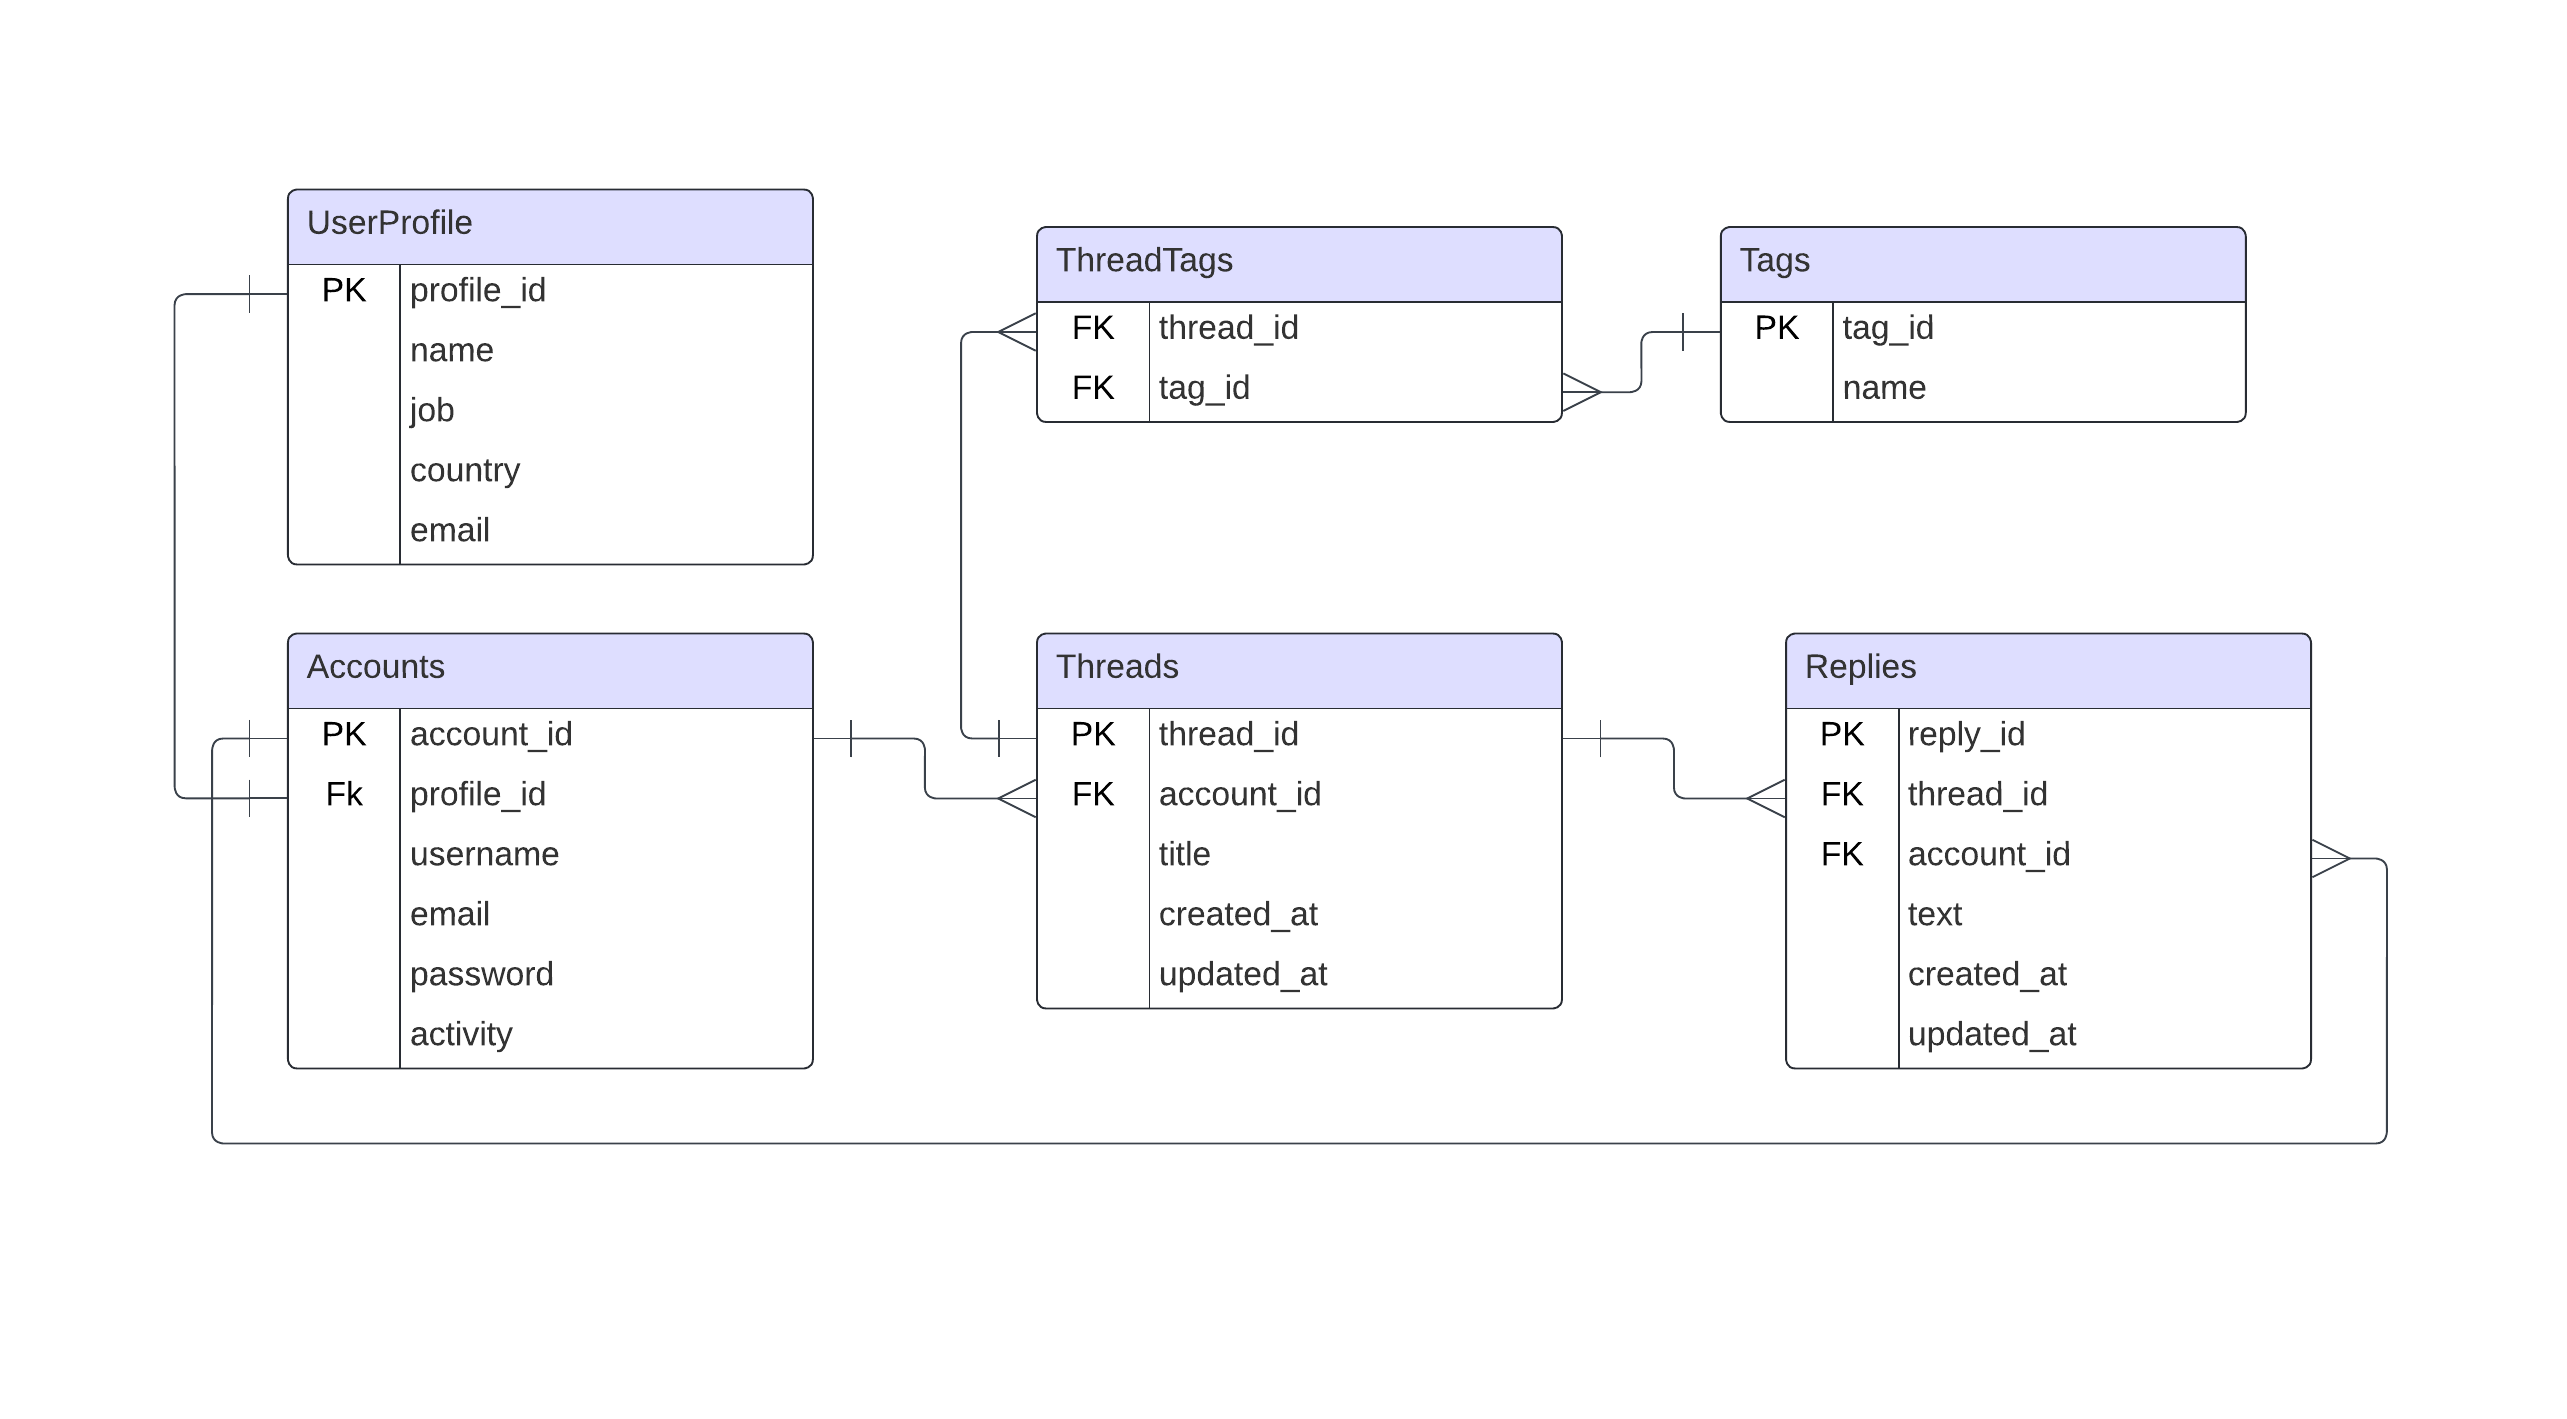 UserProfile
PK profile_id
name
job
country
email
ThreadTags
FK thread_id
FK tag_id
Tags
PK tag_id
name
Accounts
PK account_id
Fk profile_id
username
email
password
activity
Threads
PK thread_id
FK account_id
title
created_at
updated_at
Replies
PK reply_id
FK thread_id
FK account_id
text
created_at
updated_at